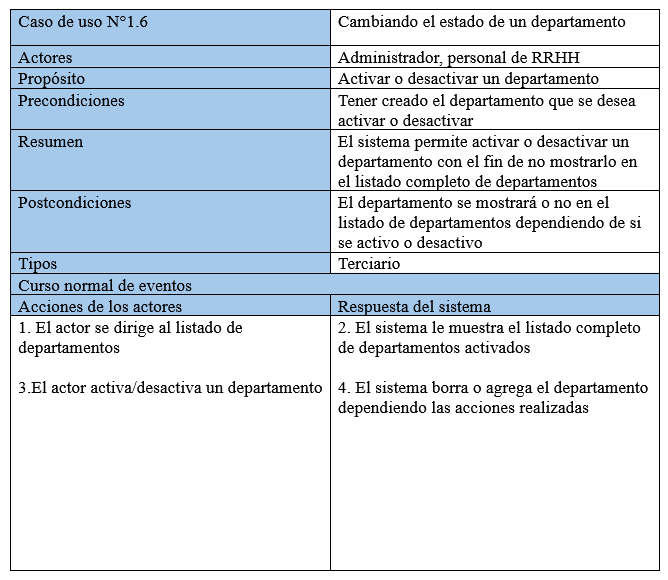 Caso de uso N°1.6
Cambiando el estado de un departamento
Actores
Administrador, personal de RRHH
Propósito
Activar o desactivar un departamento
Precondiciones
Tener creado el departamento que se desea
activar o desactivar
Resumen
El sistema permite activar o desactivar un
departamento con el fin de no mostrarlo en
el listado completo de departamentos
Postcondiciones
El departamento se mostrará o no en el
listado de departamentos dependiendo de si
se activo o desactivo
Tipos
Terciario
Curso normal de eventos
Acciones de los actores
Respuesta del sistema
1. El actor se dirige al listado de
departamentos
2. El sistema le muestra el listado completo
de departamentos activados
3.El actor activa/desactiva un departamento
4. El sistema borra o agrega el departamento
dependiendo las acciones realizadas